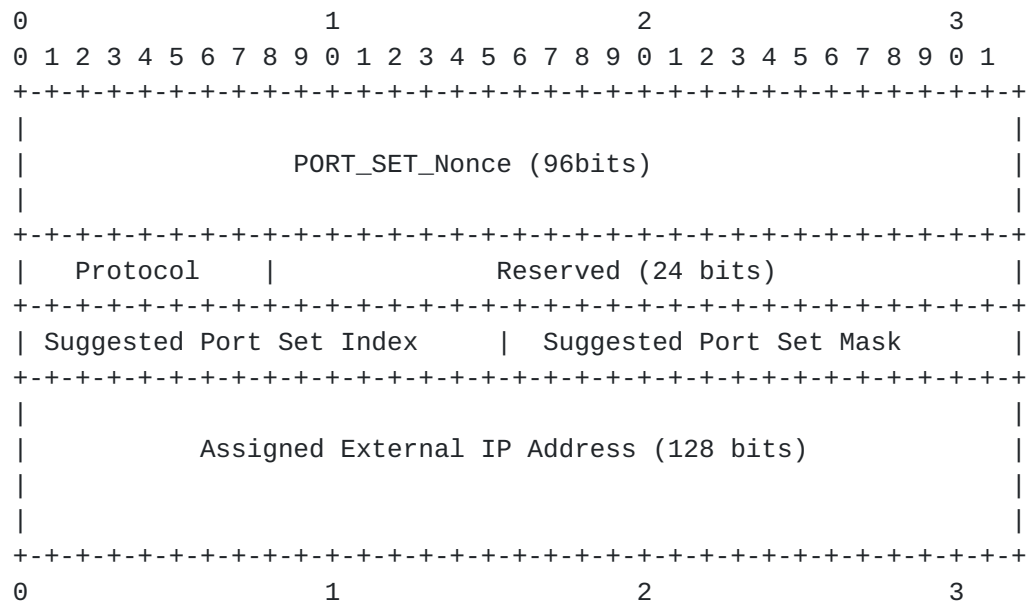 0                   1                   2                   3
0 1 2 3 4 5 6 7 8 9 0 1 2 3 4 5 6 7 8 9 0 1 2 3 4 5 6 7 8 9 0 1
+-+-+-+-+-+-+-+-+-+-+-+-+-+-+-+-+-+-+-+-+-+-+-+-+-+-+-+-+-+-+-+-+
|                                                               |
|                 PORT_SET_Nonce (96bits)                       |
|                                                               |
+-+-+-+-+-+-+-+-+-+-+-+-+-+-+-+-+-+-+-+-+-+-+-+-+-+-+-+-+-+-+-+-+
|   Protocol    |              Reserved (24 bits)               |
+-+-+-+-+-+-+-+-+-+-+-+-+-+-+-+-+-+-+-+-+-+-+-+-+-+-+-+-+-+-+-+-+
| Suggested Port Set Index     |  Suggested Port Set Mask       |
+-+-+-+-+-+-+-+-+-+-+-+-+-+-+-+-+-+-+-+-+-+-+-+-+-+-+-+-+-+-+-+-+
|                                                               |
|           Assigned External IP Address (128 bits)             |
|                                                               |
|                                                               |
+-+-+-+-+-+-+-+-+-+-+-+-+-+-+-+-+-+-+-+-+-+-+-+-+-+-+-+-+-+-+-+-+
0                   1                   2                   3